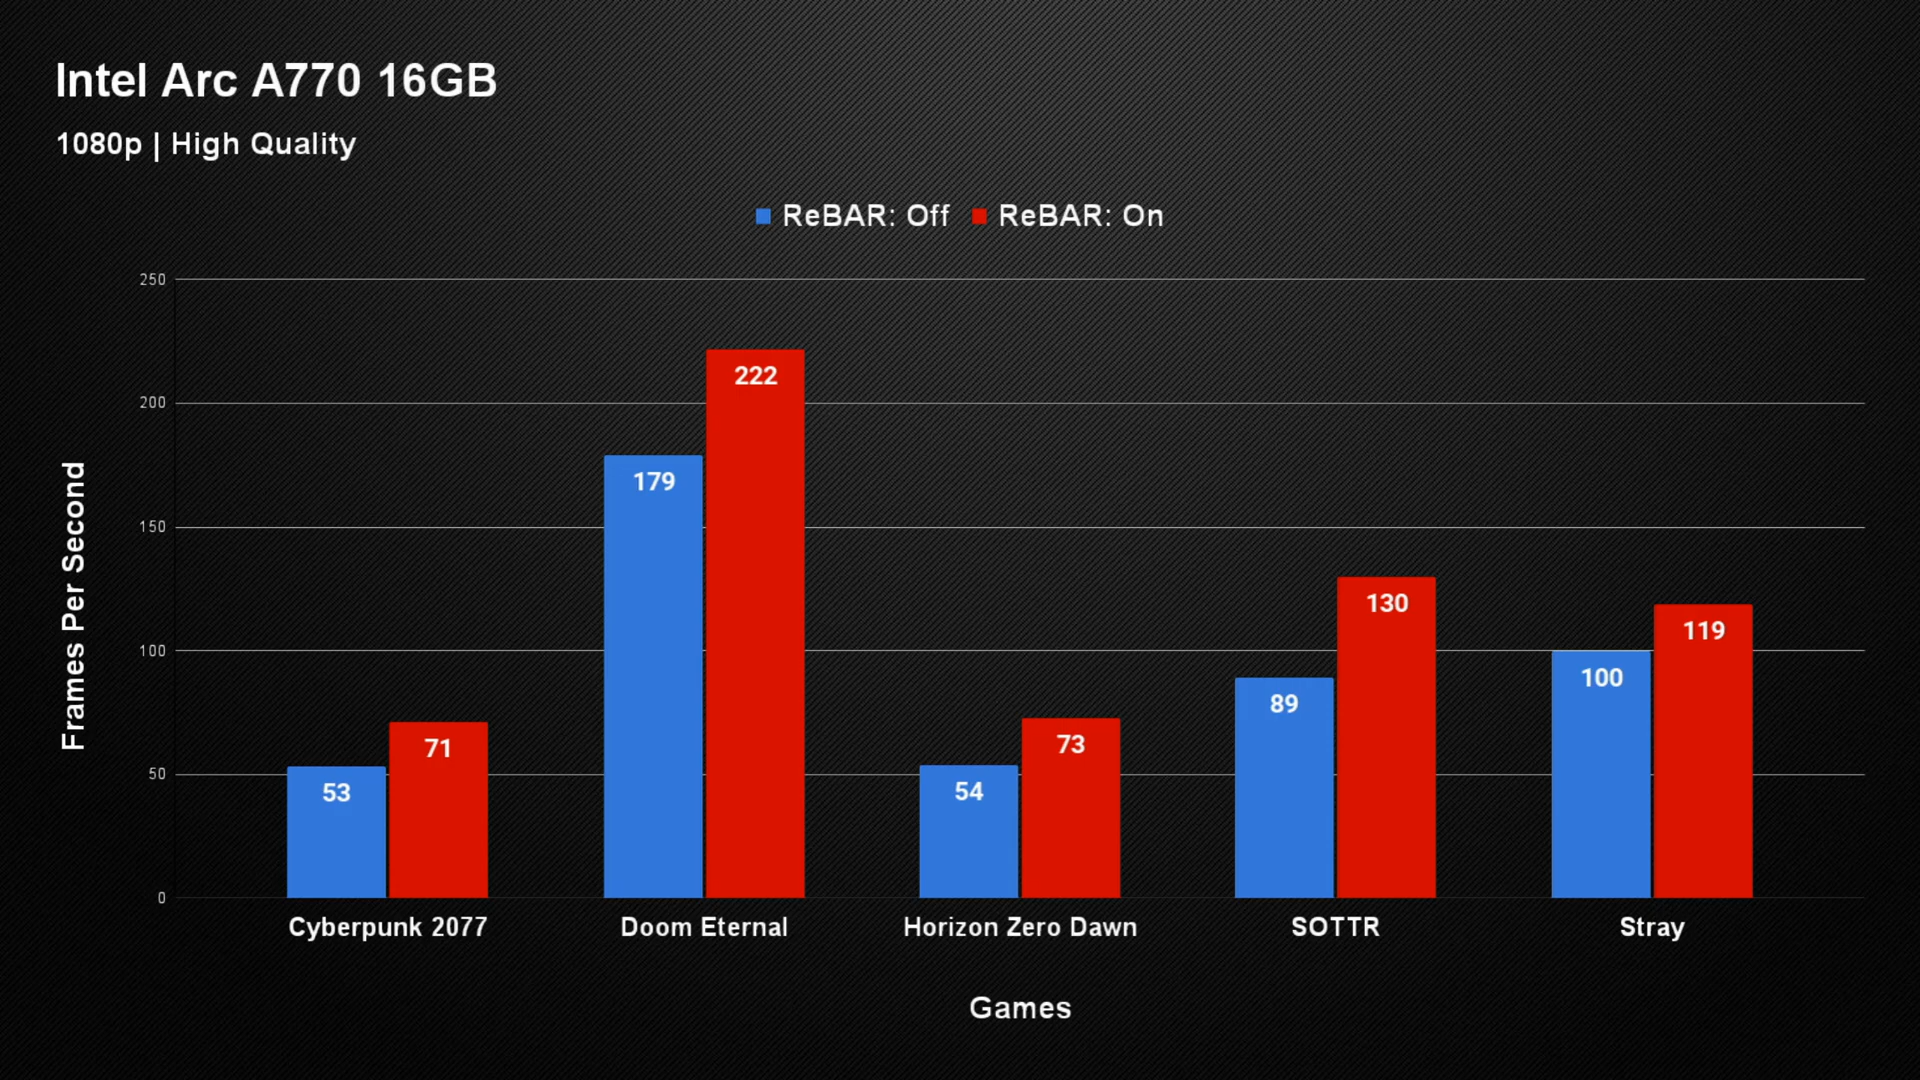 Intel Arc A770 16GB
1080p | High Quality
ReBAR: Off ReBAR: On
250
200
150
100
50
0
Frames Per Second
53
71
179
222
54
73
89
130
100
119
Cyberpunk 2077
Doom Eternal
Horizon Zero Dawn
SOTTR
Stray
Games